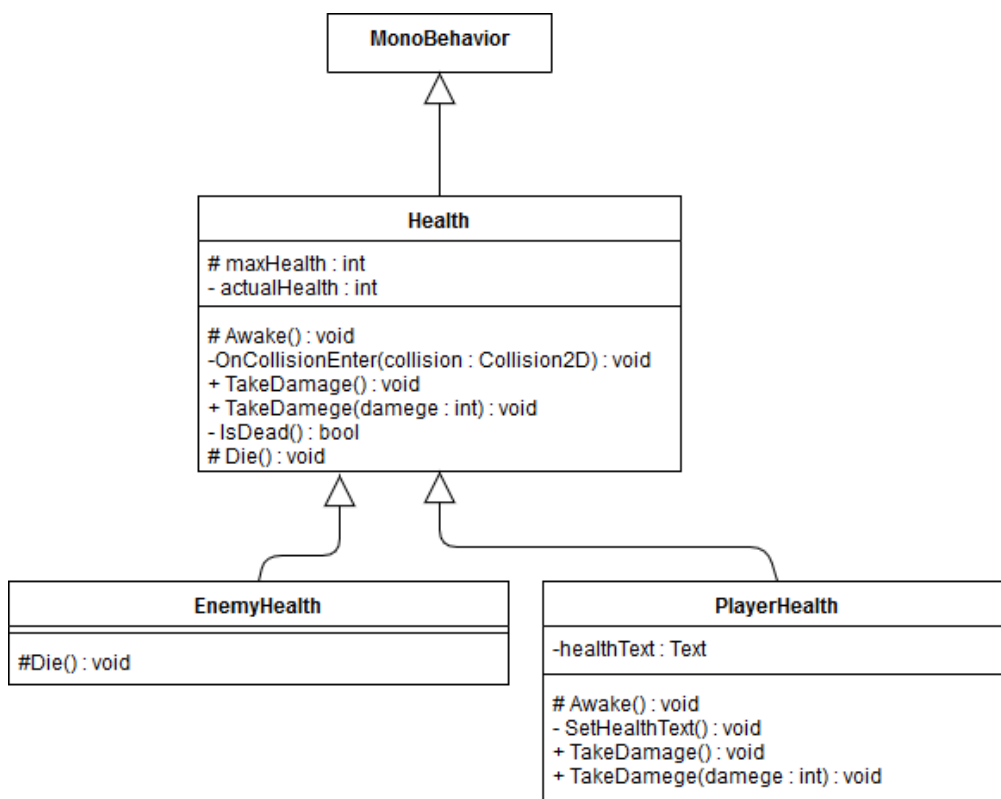 MonoBehavior
Health
# maxHealth : int
- actualHealth : int
# Awake() : void
-OnCollisionEnter(collision : Collision2D) : void
+ TakeDamage() : void
+ TakeDamege(damege : int) : void
- IsDead() : bool
# Die() : void
EnemyHealth
#Die() : void
PlayerHealth
-healthText : Text
# Awake() : void
- SetHealthText() : void
+ TakeDamage() : void
+ TakeDamege(damege : int) : void